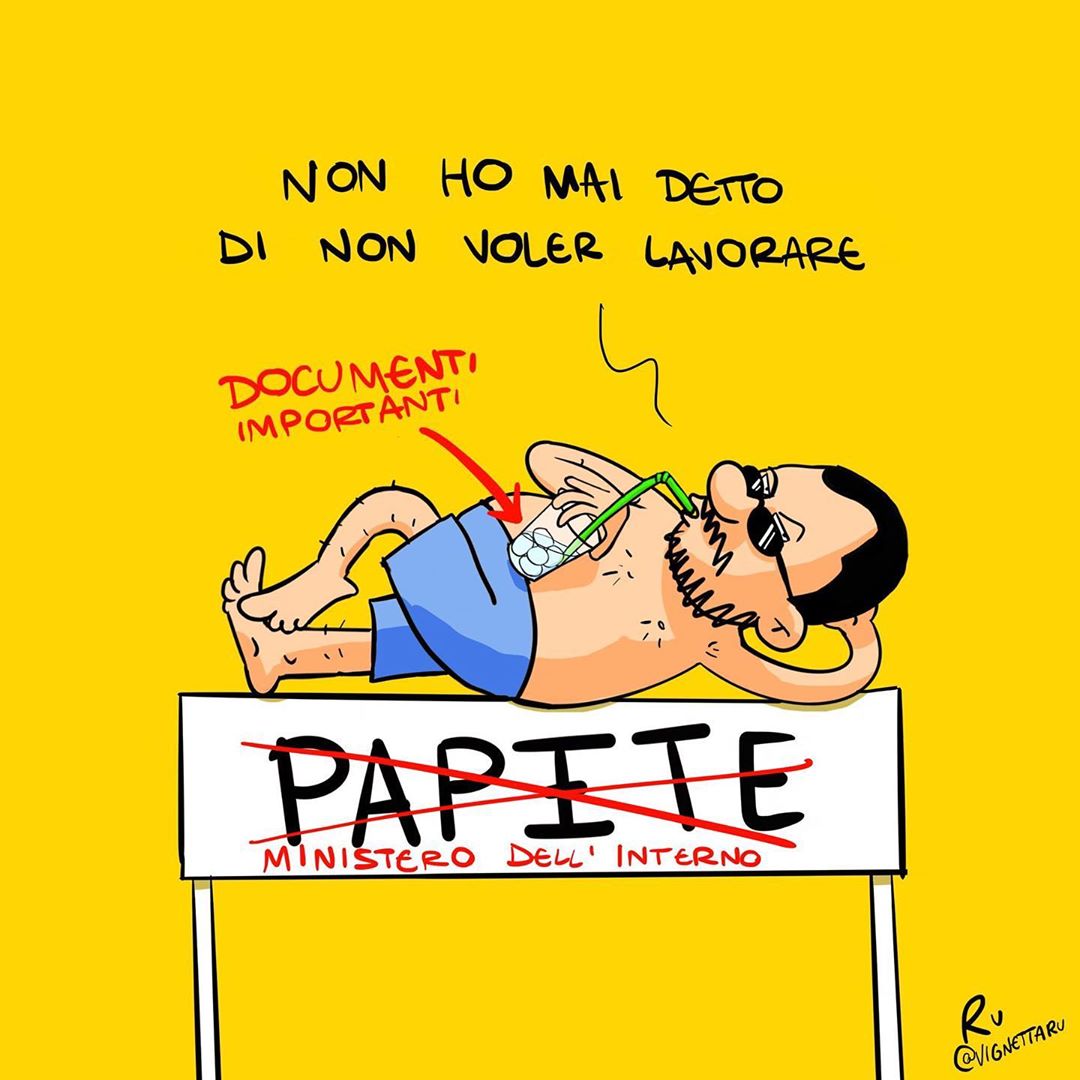 NON HO MAI DETTO
DI NON VOLER LAVORARE
DOCUMENTI
IMPORTANTI
PAPITE
MINISTERO DELL'INTERNO
Ru
@VIGNETTARU